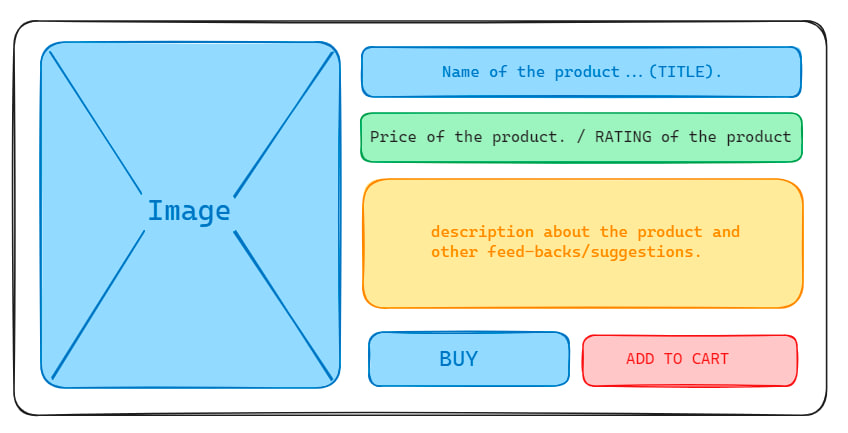 Name of the product...(TITLE).
Price of the product. / RATING of the product
Image
description about the product and
other feed-backs/suggestions.
BUY
ADD TO CART